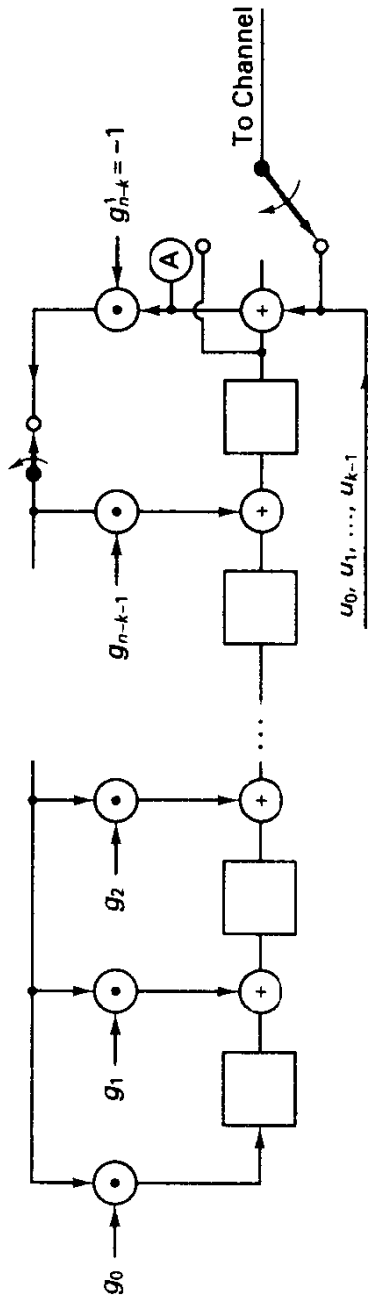 g₀
g₁
g₂
gₙ₋ₖ₋₁
g¹ₙ₋ₖ = −1
A
To Channel
u₀, u₁, ..., uₖ₋₁